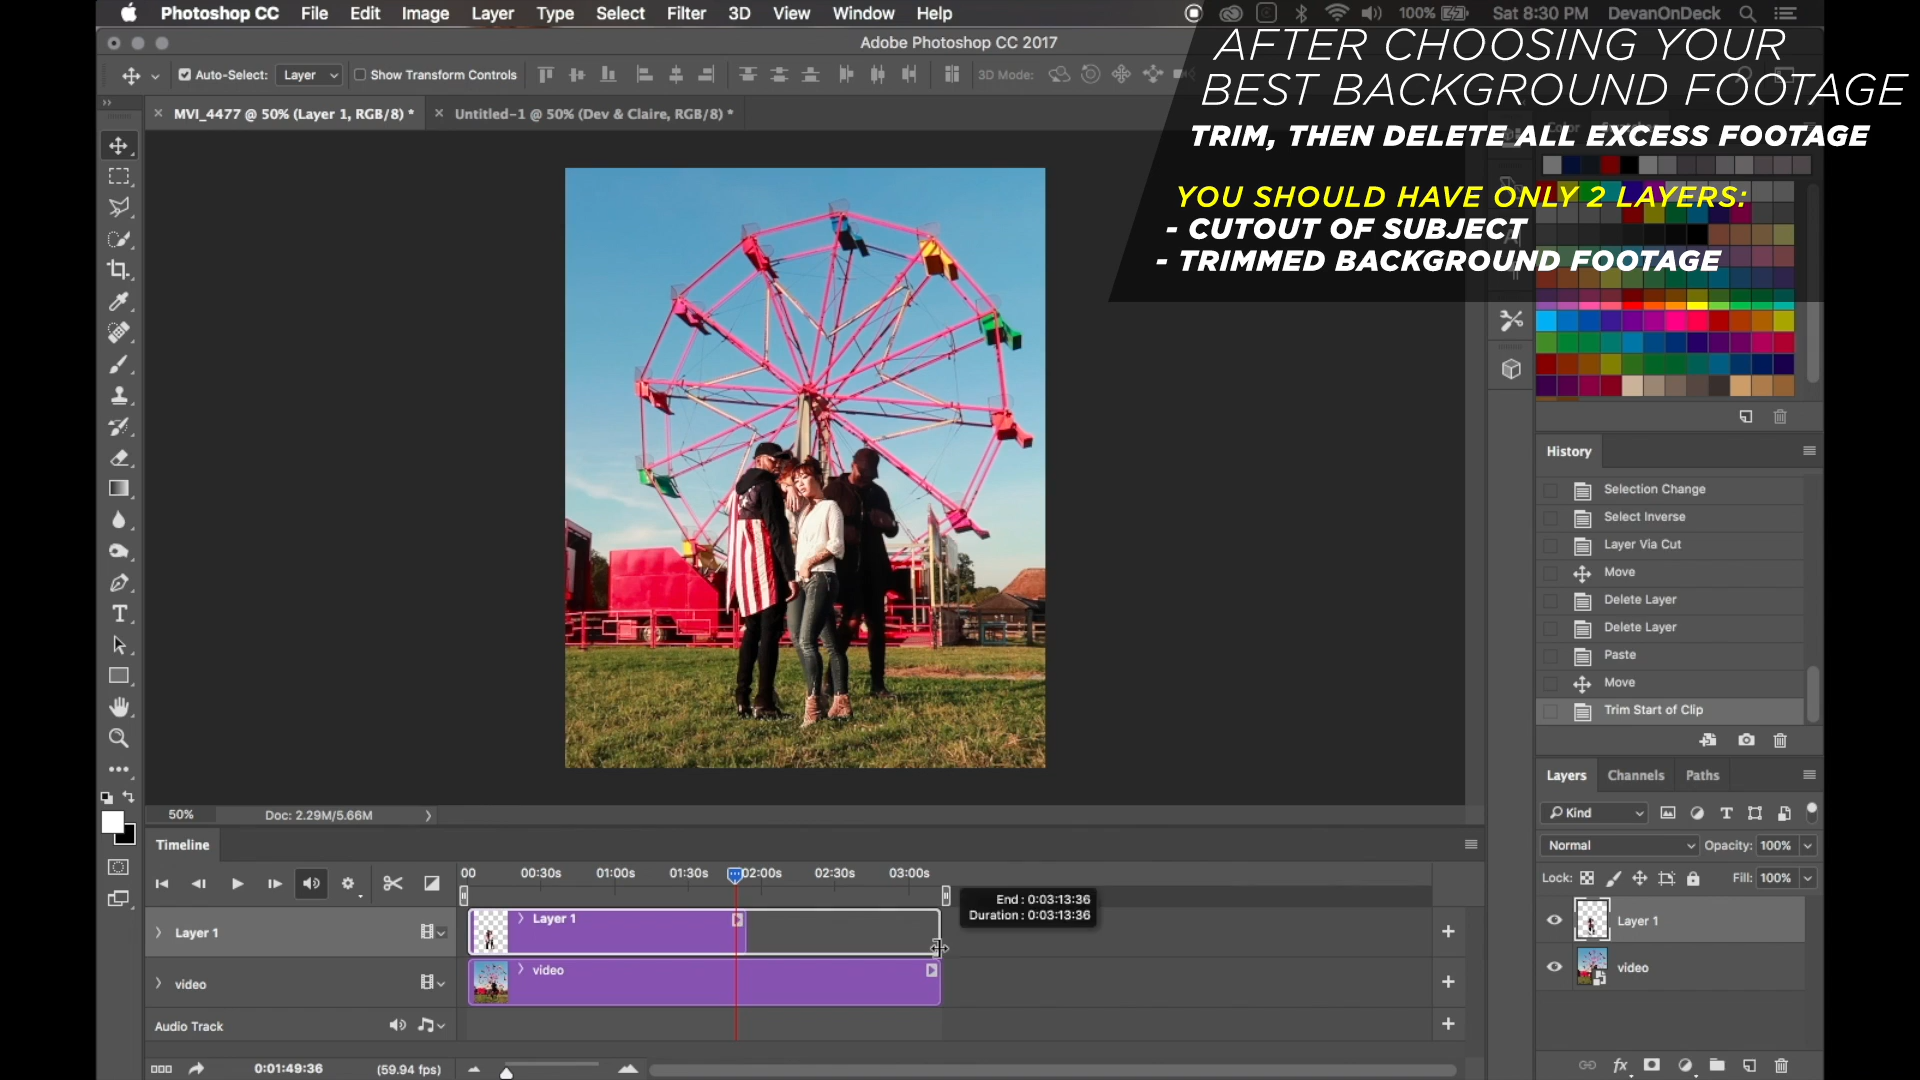 Photoshop CC File Edit Image Layer Type Select Filter 3D View Window Help 100% Sat 8:30 PM DevanOnDeck
Adobe Photoshop CC 2017
AFTER CHOOSING YOUR
BEST BACKGROUND FOOTAGE
TRIM, THEN DELETE ALL EXCESS FOOTAGE
YOU SHOULD HAVE ONLY 2 LAYERS:
- CUTOUT OF SUBJECT
- TRIMMED BACKGROUND FOOTAGE
Auto-Select: Layer Show Transform Controls 3D Mode:
MVI_4477 @ 50% (Layer 1, RGB/8) * Untitled-1 @ 50% (Dev & Claire, RGB/8) *
History
Selection Change
Select Inverse
Layer Via Cut
Move
Delete Layer
Delete Layer
Paste
Move
Trim Start of Clip
Layers Channels Paths
Kind
Normal Opacity: 100%
Lock: Fill: 100%
Layer 1
video
50% Doc: 2.29M/5.66M
Timeline
00 00:30s 01:00s 01:30s 02:00s 02:30s 03:00s
End : 0:03:13:36
Duration : 0:03:13:36
Layer 1 Layer 1
video video
Audio Track
0:01:49:36 (59.94 fps)